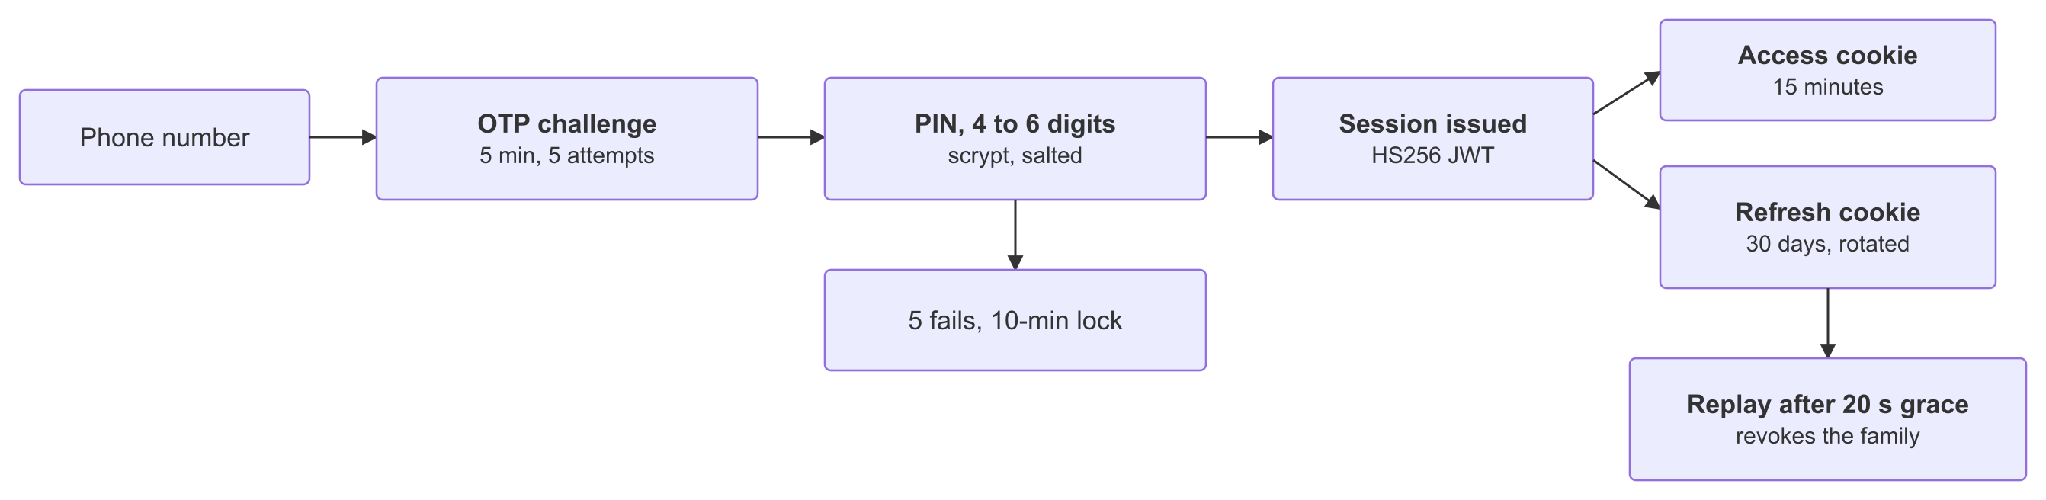 Phone number
OTP challenge
5 min, 5 attempts
PIN, 4 to 6 digits
scrypt, salted
5 fails, 10-min lock
Session issued
HS256 JWT
Access cookie
15 minutes
Refresh cookie
30 days, rotated
Replay after 20 s grace
revokes the family